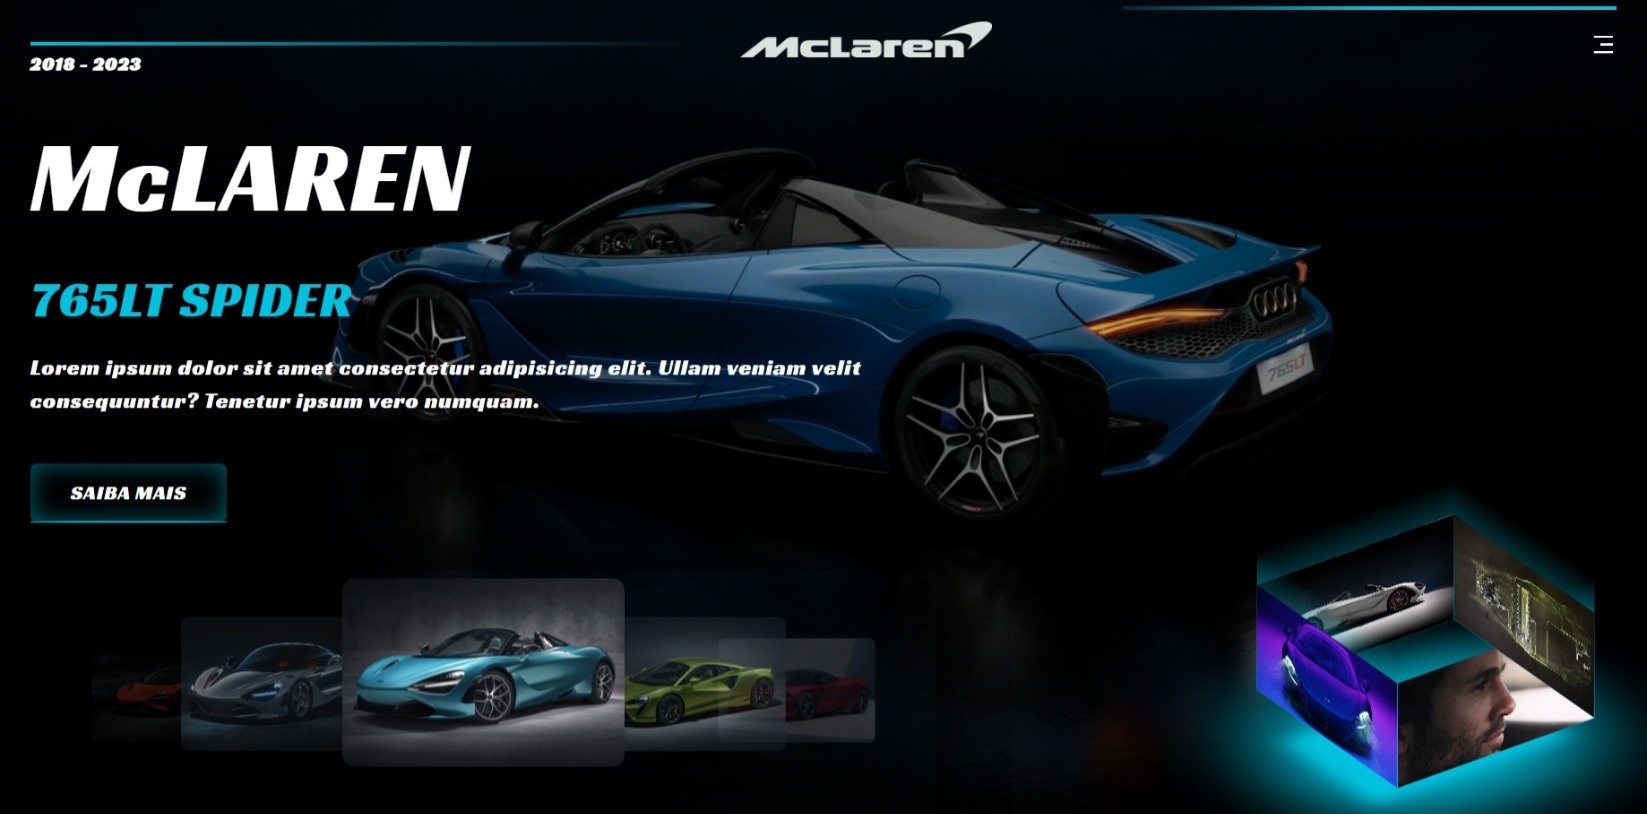 McLaren
2018 - 2023
McLAREN
765LT SPIDER
Lorem ipsum dolor sit amet consectetur adipisicing elit. Ullam veniam velit
consequuntur? Tenetur ipsum vero numquam.
765LT
SAIBA MAIS